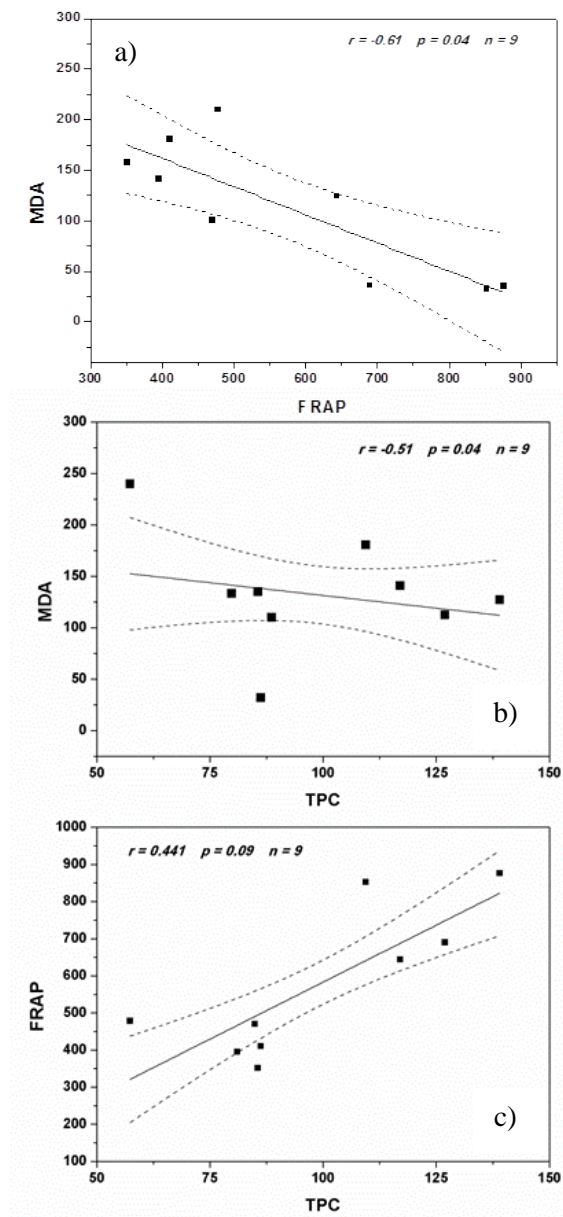 a)
r = -0.61 p = 0.04 n = 9
300
250
200
150
100
50
0
MDA
300 400 500 600 700 800 900
FRAP
r = -0.51 p = 0.04 n = 9
300
250
200
150
100
50
0
MDA
b)
50 75 100 125 150
TPC
r = 0.441 p = 0.09 n = 9
1000
900
800
700
600
500
400
300
200
100
FRAP
c)
50 75 100 125 150
TPC